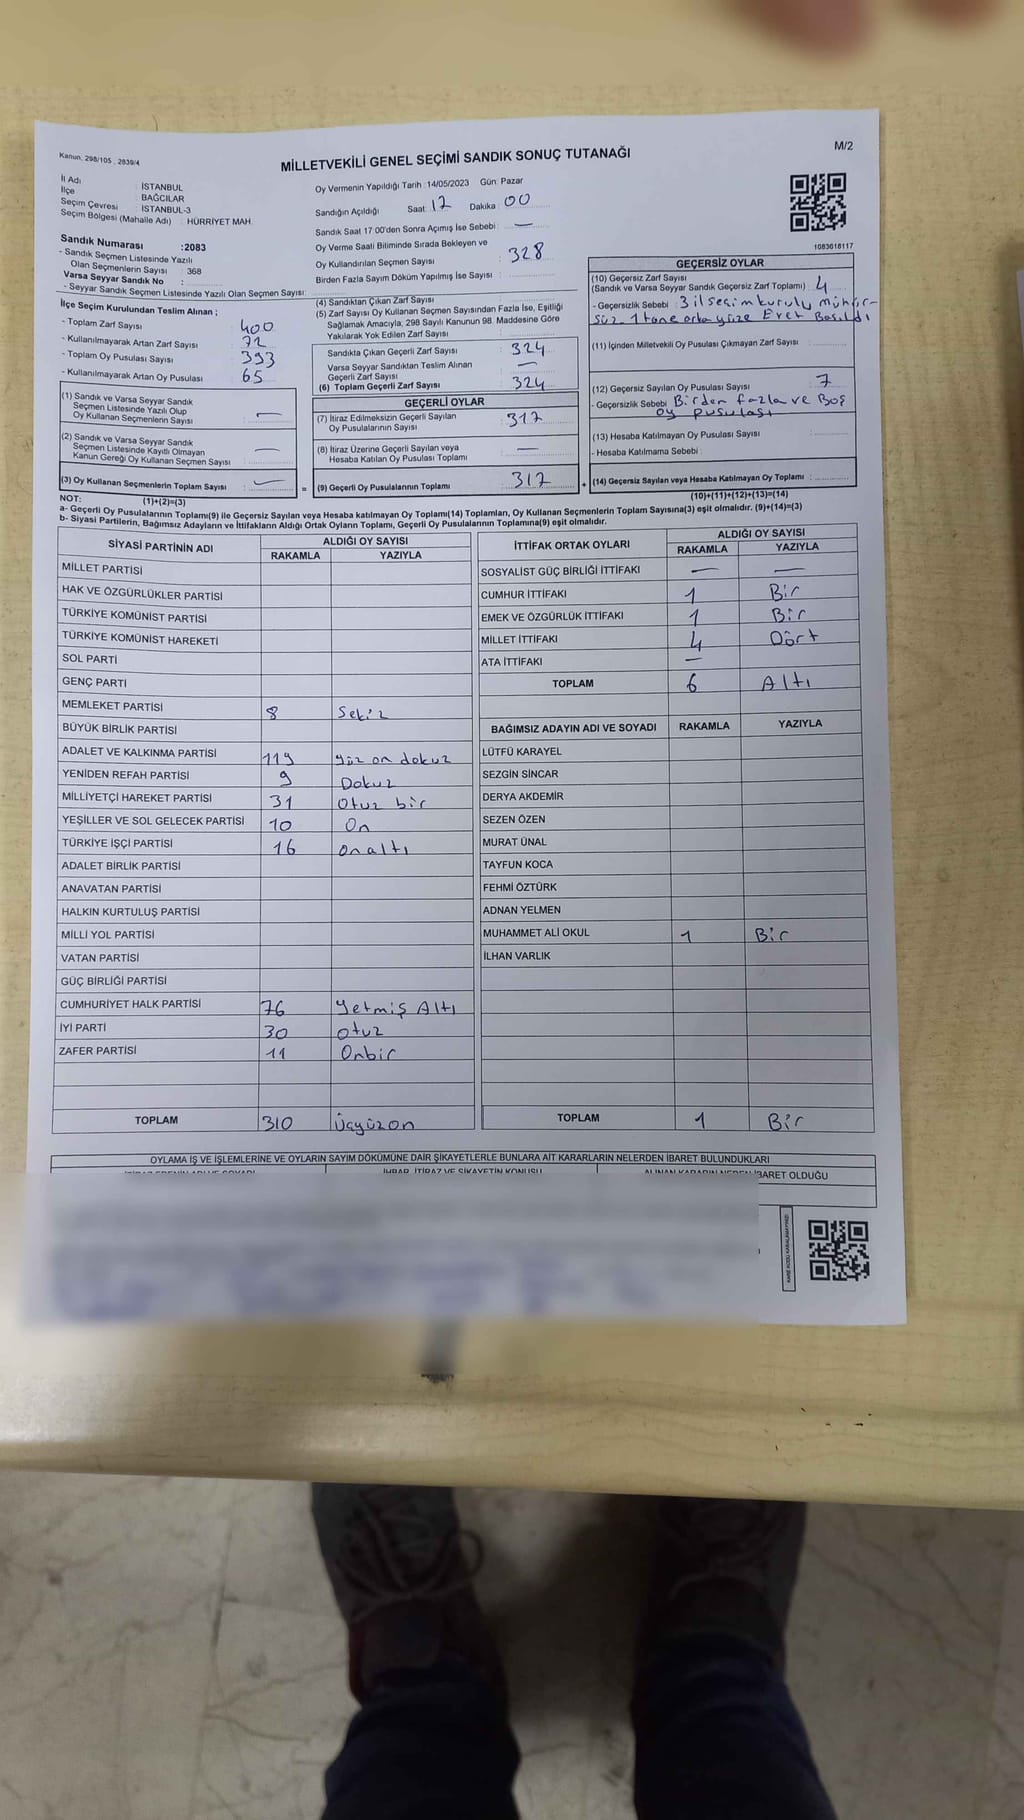 Kanun, 298/105 , 2839/4
MİLLETVEKİLİ GENEL SEÇİMİ SANDIK SONUÇ TUTANAĞI
M/2
İl Adı : İSTANBUL
İlçe : BAĞCILAR
Seçim Çevresi : İSTANBUL-3
Seçim Bölgesi (Mahalle Adı) : HÜRRİYET MAH.
Sandık Numarası :2083
- Sandık Seçmen Listesinde Yazılı
Olan Seçmenlerin Sayısı : 368
Varsa Seyyar Sandık No :
- Seyyar Sandık Seçmen Listesinde Yazılı Olan Seçmen Sayısı:
Oy Vermenin Yapıldığı Tarih :14/05/2023 Gün: Pazar
Sandığın Açıldığı Saat 17 Dakika 00
Sandık Saat 17:00'den Sonra Açımış İse Sebebi : —
Oy Verme Saati Bitiminde Sırada Bekleyen ve
Oy Kullandırılan Seçmen Sayısı : 328
Birden Fazla Sayım Döküm Yapılmış İse Sayısı :
1083618117
İlçe Seçim Kurulundan Teslim Alınan ;
- Toplam Zarf Sayısı : 400
- Kullanılmayarak Artan Zarf Sayısı : 72
- Toplam Oy Pusulası Sayısı : 393
- Kullanılmayarak Artan Oy Pusulası : 65
(1) Sandık ve Varsa Seyyar Sandık
Seçmen Listesinde Yazılı Olup
Oy Kullanan Seçmenlerin Sayısı : —
(2) Sandık ve Varsa Seyyar Sandık
Seçmen Listesinde Kayıtlı Olmayan
Kanun Gereği Oy Kullanan Seçmen Sayısı : —
(3) Oy Kullanan Seçmenlerin Toplam Sayısı : —
(1)+(2)=(3)
(4) Sandıktan Çıkan Zarf Sayısı :
(5) Zarf Sayısı Oy Kullanan Seçmen Sayısından Fazla İse, Eşitliği
Sağlamak Amacıyla, 298 Sayılı Kanunun 98. Maddesine Göre
Yakılarak Yok Edilen Zarf Sayısı :
Sandıkta Çıkan Geçerli Zarf Sayısı : 324
Varsa Seyyar Sandıktan Teslim Alınan
Geçerli Zarf Sayısı : —
(6) Toplam Geçerli Zarf Sayısı : 324
GEÇERLİ OYLAR
(7) İtiraz Edilmeksizin Geçerli Sayılan
Oy Pusulalarının Sayısı : 317
(8) İtiraz Üzerine Geçerli Sayılan veya
Hesaba Katılan Oy Pusulası Toplamı : —
= (9) Geçerli Oy Pusulalarının Toplamı : 317 +
GEÇERSİZ OYLAR
(10) Geçersiz Zarf Sayısı
(Sandık ve Varsa Seyyar Sandık Geçersiz Zarf Toplamı) : 4
- Geçersizlik Sebebi : 3 il seçim kurulu mühür-
süz 1 tane orta yüze Evet Basıldı
(11) İçinden Milletvekili Oy Pusulası Çıkmayan Zarf Sayısı :
(12) Geçersiz Sayılan Oy Pusulası Sayısı : 7
- Geçersizlik Sebebi Birden fazla ve Boş
oy pusulası
(13) Hesaba Katılmayan Oy Pusulası Sayısı :
- Hesaba Katılmama Sebebi :
(14) Geçersiz Sayılan veya Hesaba Katılmayan Oy Toplamı :
(10)+(11)+(12)+(13)=(14)
NOT:
a- Geçerli Oy Pusulalarının Toplamı(9) ile Geçersiz Sayılan veya Hesaba katılmayan Oy Toplamı(14) Toplamları, Oy Kullanan Seçmenlerin Toplam Sayısına(3) eşit olmalıdır. (9)+(14)=(3)
b- Siyasi Partilerin, Bağımsız Adayların ve İttifakların Aldığı Ortak Oyların Toplamı, Geçerli Oy Pusulalarının Toplamına(9) eşit olmalıdır.
SİYASİ PARTİNİN ADI ALDIĞI OY SAYISI
RAKAMLA YAZIYLA
MİLLET PARTİSİ
HAK VE ÖZGÜRLÜKLER PARTİSİ
TÜRKİYE KOMÜNİST PARTİSİ
TÜRKİYE KOMÜNİST HAREKETİ
SOL PARTİ
GENÇ PARTİ
MEMLEKET PARTİSİ 8 Sekiz
BÜYÜK BİRLİK PARTİSİ
ADALET VE KALKINMA PARTİSİ 119 Yüz on dokuz
YENİDEN REFAH PARTİSİ 9 Dokuz
MİLLİYETÇİ HAREKET PARTİSİ 31 Otuz bir
YEŞİLLER VE SOL GELECEK PARTİSİ 10 On
TÜRKİYE İŞÇİ PARTİSİ 16 onaltı
ADALET BİRLİK PARTİSİ
ANAVATAN PARTİSİ
HALKIN KURTULUŞ PARTİSİ
MİLLİ YOL PARTİSİ
VATAN PARTİSİ
GÜÇ BİRLİĞİ PARTİSİ
CUMHURİYET HALK PARTİSİ 76 Yetmiş Altı
İYİ PARTİ 30 otuz
ZAFER PARTİSİ 11 Onbir
TOPLAM 310 Üçyüzon
İTTİFAK ORTAK OYLARI ALDIĞI OY SAYISI
RAKAMLA YAZIYLA
SOSYALİST GÜÇ BİRLİĞİ İTTİFAKI — —
CUMHUR İTTİFAKI 1 Bir
EMEK VE ÖZGÜRLÜK İTTİFAKI 1 Bir
MİLLET İTTİFAKI 4 Dört
ATA İTTİFAKI —
TOPLAM 6 Altı
BAĞIMSIZ ADAYIN ADI VE SOYADI RAKAMLA YAZIYLA
LÜTFÜ KARAYEL
SEZGİN SİNCAR
DERYA AKDEMİR
SEZEN ÖZEN
MURAT ÜNAL
TAYFUN KOCA
FEHMİ ÖZTÜRK
ADNAN YELMEN
MUHAMMET ALİ OKUL 1 Bir
İLHAN VARLIK
TOPLAM 1 Bir
OYLAMA İŞ VE İŞLEMLERİNE VE OYLARIN SAYIM DÖKÜMÜNE DAİR ŞİKAYETLERLE BUNLARA AİT KARARLARIN NELERDEN İBARET BULUNDUKLARI
İHBAR, İTİRAZ VE ŞİKAYETİN KONUSU ALINAN KARARIN NEDEN İBARET OLDUĞU